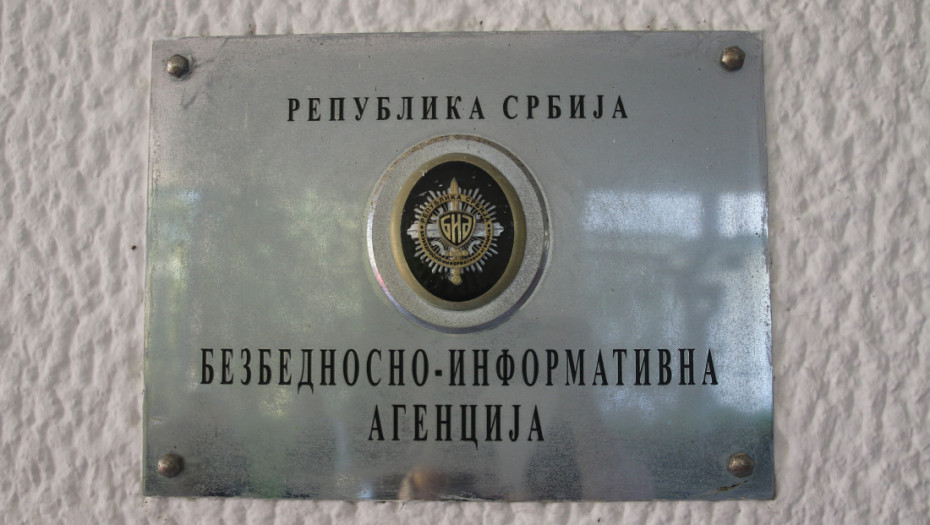 РЕПУБЛИКА СРБИЈА
БИА
БЕЗБЕДНОСНО-ИНФОРМАТИВНА
АГЕНЦИЈА